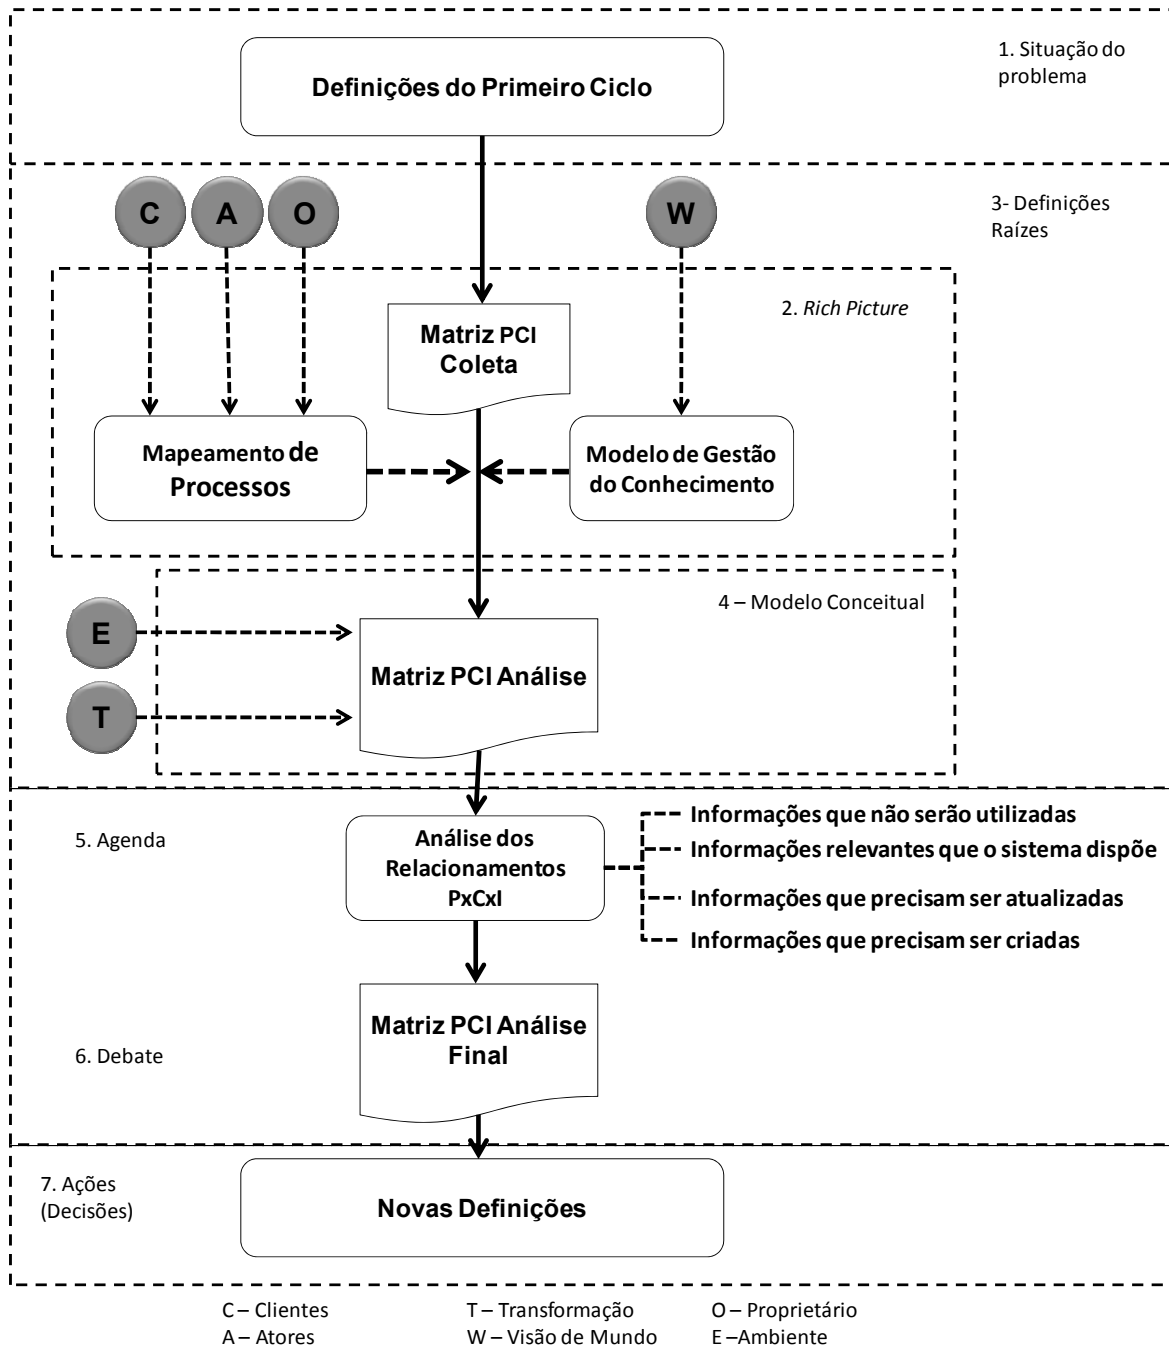 1. Situação do
problema
Definições do Primeiro Ciclo
C
A
O
W
3- Definições
Raízes
2. Rich Picture
Matriz PCI
Coleta
Mapeamento de
Processos
Modelo de Gestão
do Conhecimento
4 – Modelo Conceitual
E
T
Matriz PCI Análise
5. Agenda
Análise dos
Relacionamentos
PxCxI
Informações que não serão utilizadas
Informações relevantes que o sistema dispõe
Informações que precisam ser atualizadas
Informações que precisam ser criadas
6. Debate
Matriz PCI Análise
Final
7. Ações
(Decisões)
Novas Definições
C – Clientes
A – Atores
T – Transformação
W – Visão de Mundo
O – Proprietário
E –Ambiente